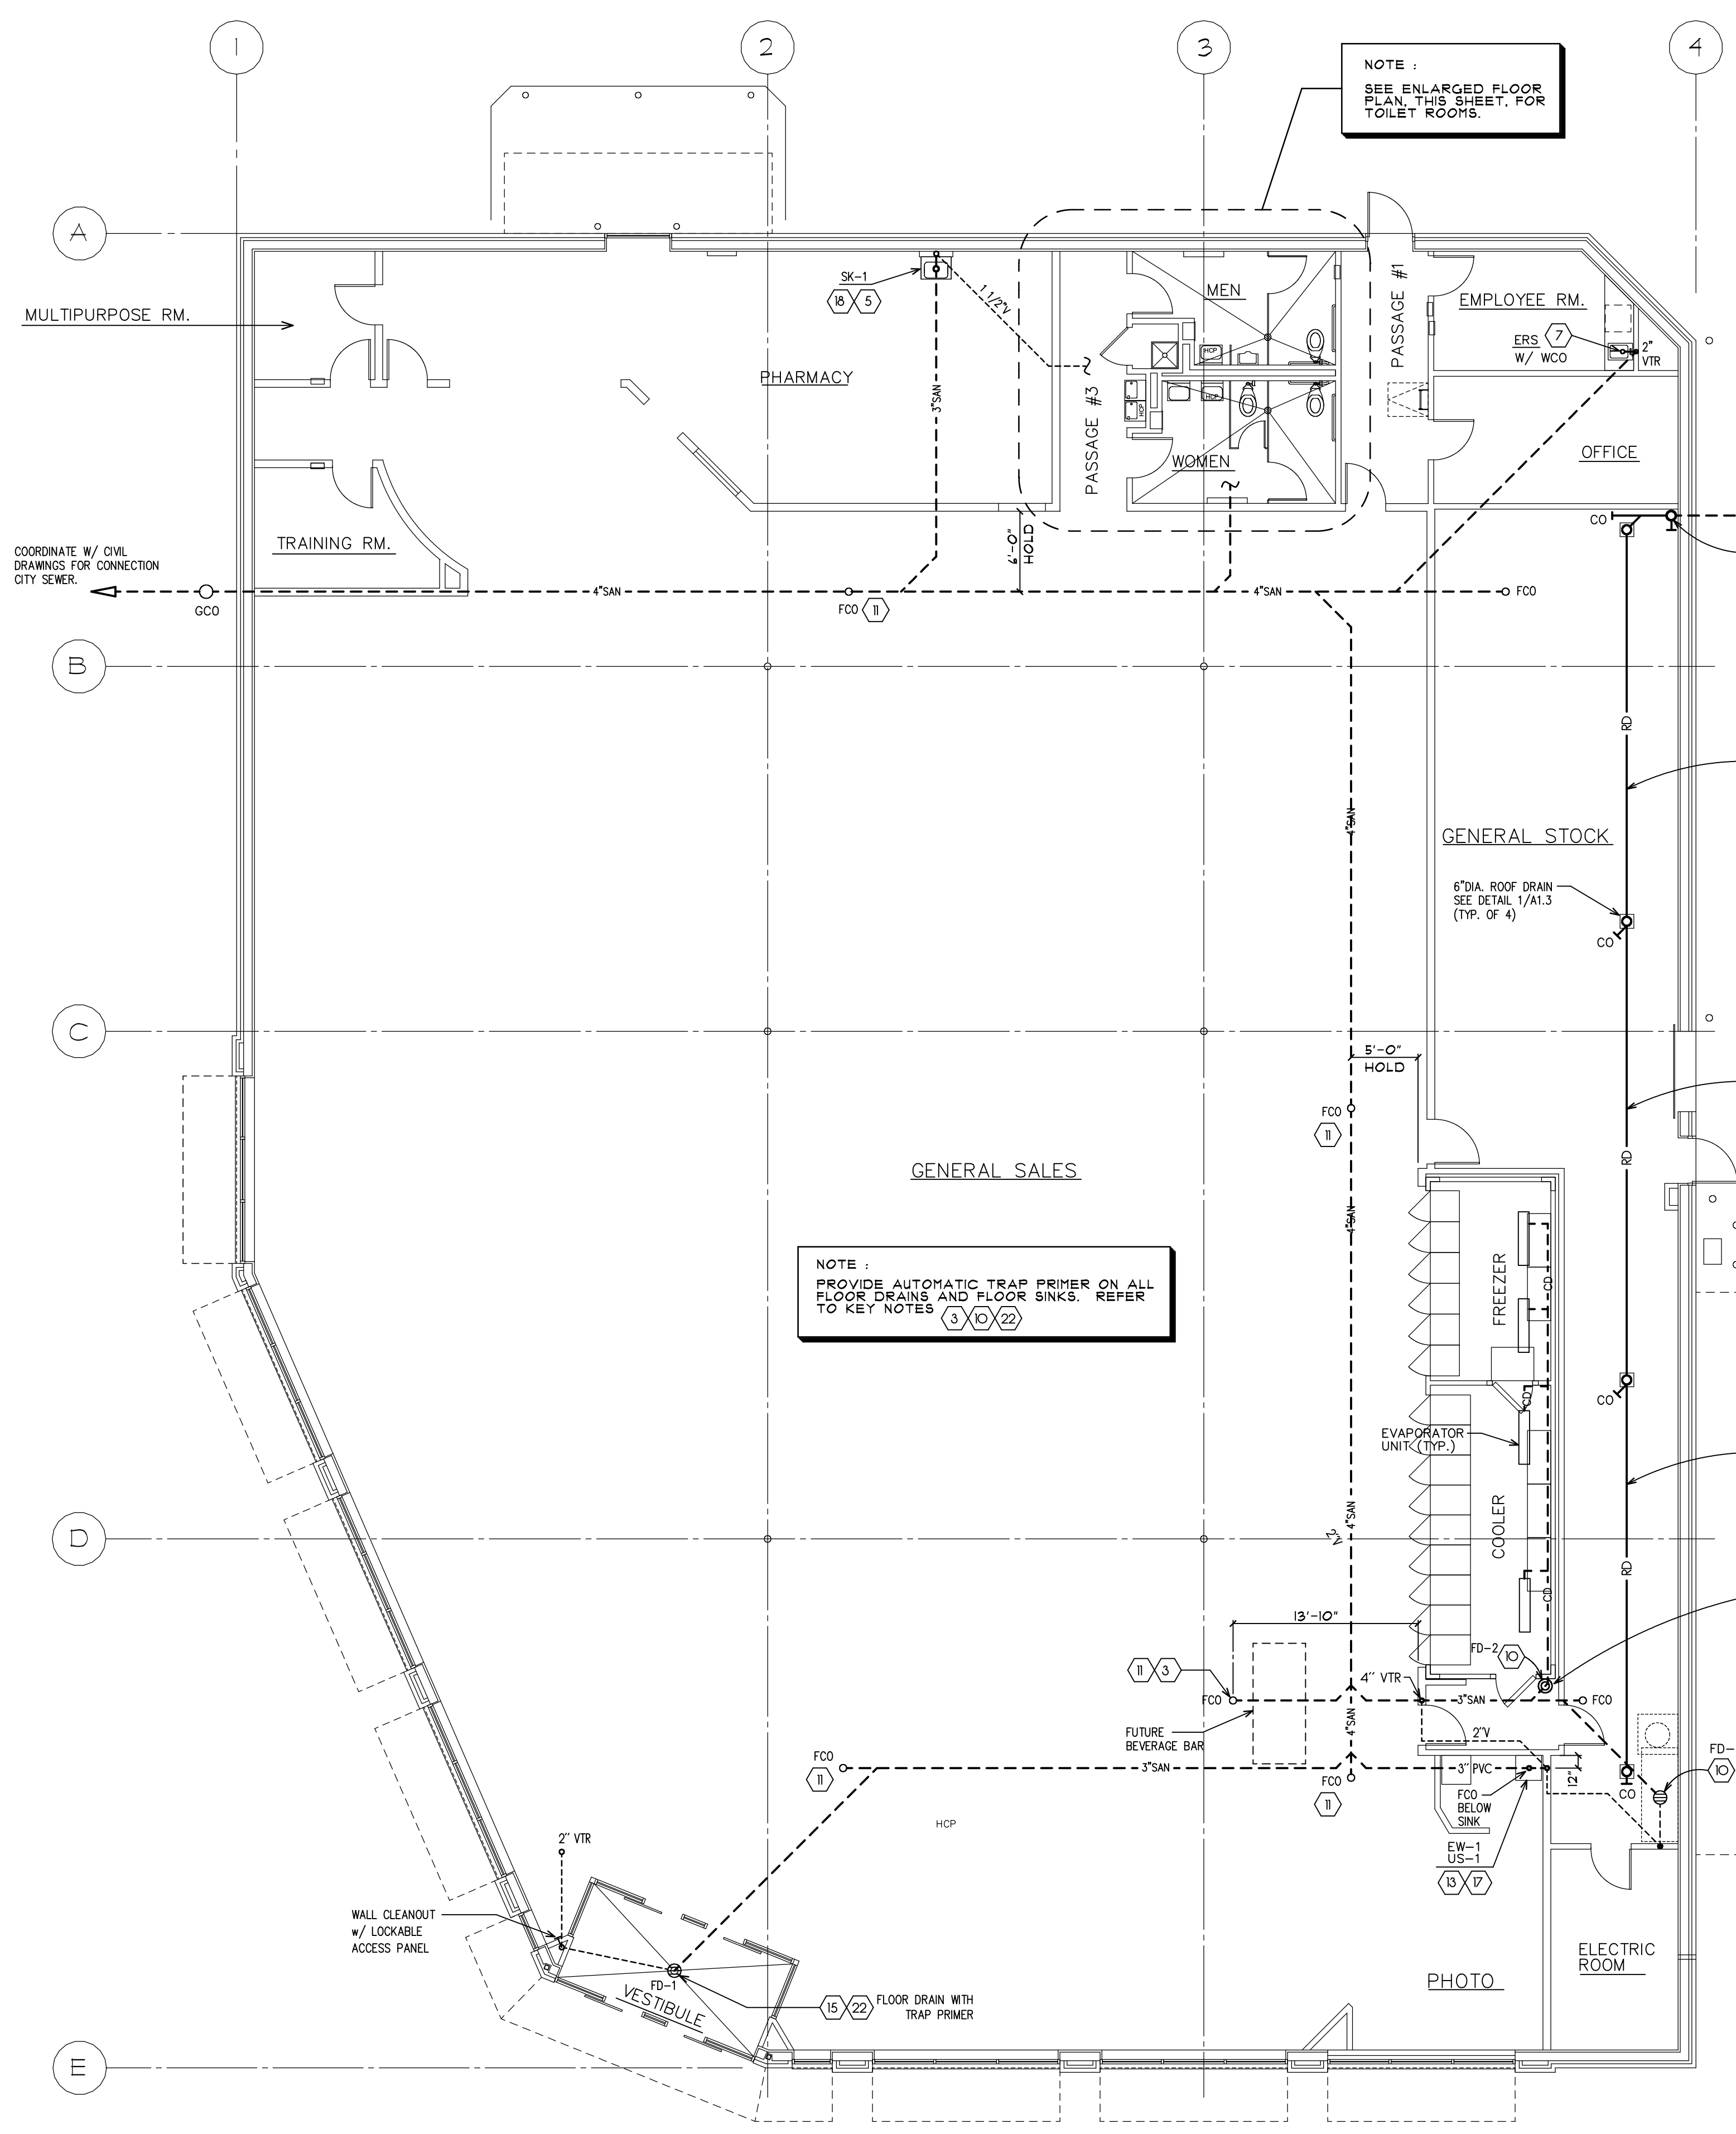 1
2
3
4
NOTE :
SEE ENLARGED FLOOR
PLAN, THIS SHEET, FOR
TOILET ROOMS.
A
MULTIPURPOSE RM.
SK-1
18
5
1 1/2"V
PHARMACY
3"SAN
MEN
HCP
HCP
HCP
WOMEN
PASSAGE #3
PASSAGE #1
EMPLOYEE RM.
ERS
7
W/ WCO
2"
VTR
OFFICE
TRAINING RM.
6'-0"
HOLD
CO
COORDINATE W/ CIVIL
DRAWINGS FOR CONNECTION
CITY SEWER.
GCO
4"SAN
FCO
11
4"SAN
FCO
B
RD
4"SAN
GENERAL STOCK
6"DIA. ROOF DRAIN
SEE DETAIL 1/A1.3
(TYP. OF 4)
CO
C
5'-0"
HOLD
FCO
11
GENERAL SALES
RD
4"SAN
NOTE :
PROVIDE AUTOMATIC TRAP PRIMER ON ALL
FLOOR DRAINS AND FLOOR SINKS. REFER
TO KEY NOTES
3
10
22
FREEZER
CD
CD
CO
EVAPORATOR
UNIT (TYP.)
D
2"V
4"SAN
COOLER
RD
CD
13'-10"
FD-2
10
11
3
4" VTR
FCO
3"SAN
FCO
4"SAN
FUTURE
BEVERAGE BAR
2"V
FCO
11
3"SAN
FCO
11
3" PVC
12"
FCO
BELOW
SINK
CO
FD-
10
HCP
EW-1
US-1
13
17
2" VTR
WALL CLEANOUT
w/ LOCKABLE
ACCESS PANEL
FD-1
VESTIBULE
15
22
FLOOR DRAIN WITH
TRAP PRIMER
PHOTO
ELECTRIC
ROOM
E